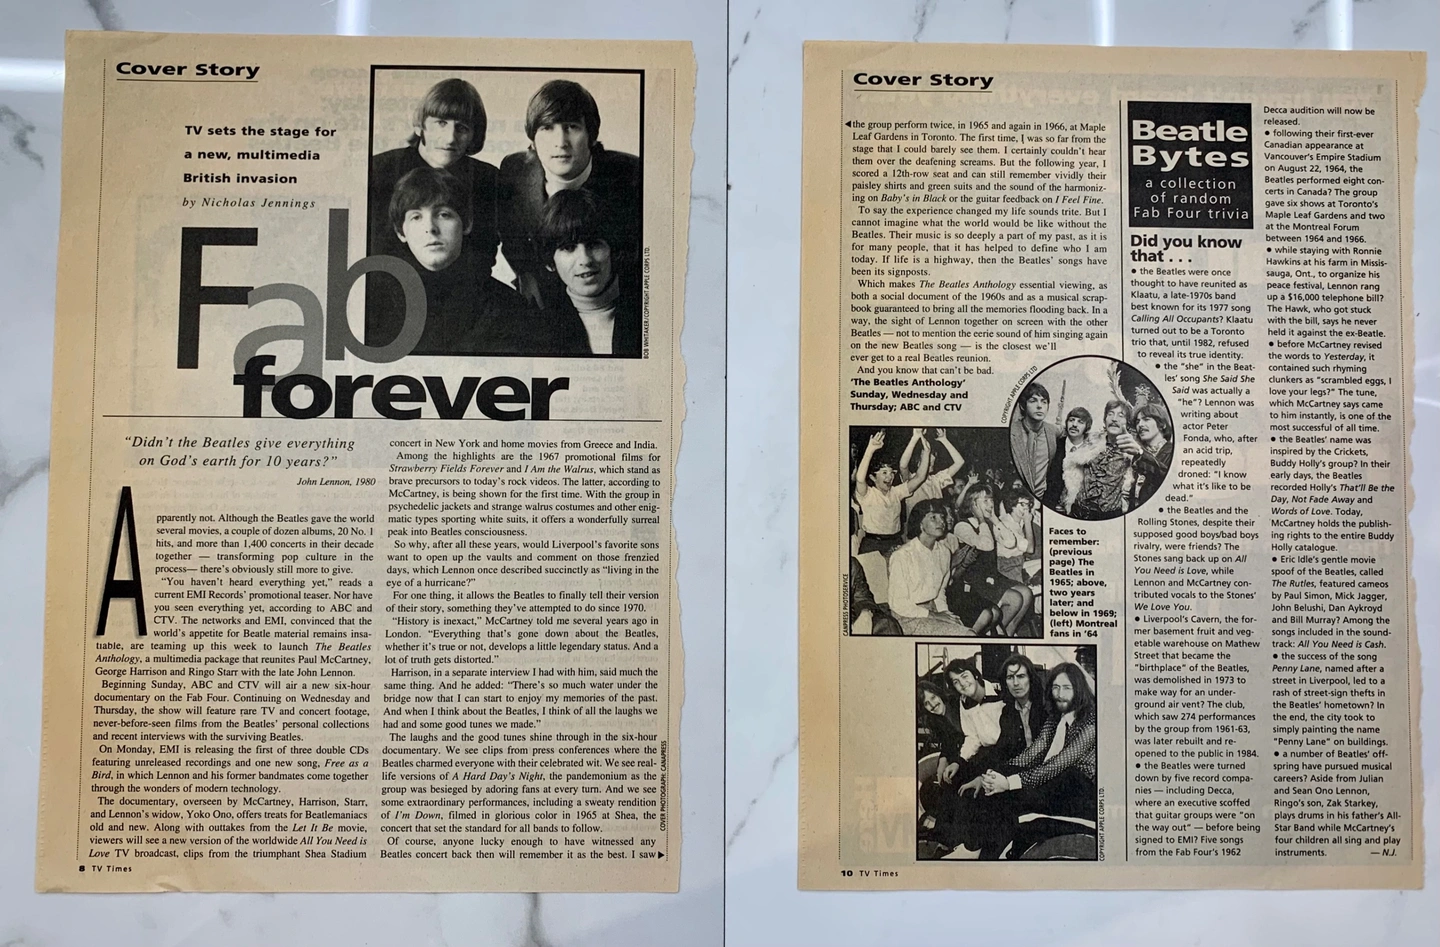 Cover Story
TV sets the stage for
a new, multimedia
British invasion
by Nicholas Jennings
Fab
forever
BOB WHITAKER/COPYRIGHT APPLE CORPS LTD.
"Didn't the Beatles give everything
on God's earth for 10 years?"
John Lennon, 1980
Apparently not. Although the Beatles gave the world
several movies, a couple of dozen albums, 20 No. 1
hits, and more than 1,400 concerts in their decade
together — transforming pop culture in the
process— there's obviously still more to give.
"You haven't heard everything yet," reads a
current EMI Records' promotional teaser. Nor have
you seen everything yet, according to ABC and
CTV. The networks and EMI, convinced that the
world's appetite for Beatle material remains insa-
tiable, are teaming up this week to launch The Beatles
Anthology, a multimedia package that reunites Paul McCartney,
George Harrison and Ringo Starr with the late John Lennon.
Beginning Sunday, ABC and CTV will air a new six-hour
documentary on the Fab Four. Continuing on Wednesday and
Thursday, the show will feature rare TV and concert footage,
never-before-seen films from the Beatles' personal collections
and recent interviews with the surviving Beatles.
On Monday, EMI is releasing the first of three double CDs
featuring unreleased recordings and one new song, Free as a
Bird, in which Lennon and his former bandmates come together
through the wonders of modern technology.
The documentary, overseen by McCartney, Harrison, Starr,
and Lennon's widow, Yoko Ono, offers treats for Beatlemaniacs
old and new. Along with outtakes from the Let It Be movie,
viewers will see a new version of the worldwide All You Need is
Love TV broadcast, clips from the triumphant Shea Stadium
concert in New York and home movies from Greece and India.
Among the highlights are the 1967 promotional films for
Strawberry Fields Forever and I Am the Walrus, which stand as
brave precursors to today's rock videos. The latter, according to
McCartney, is being shown for the first time. With the group in
psychedelic jackets and strange walrus costumes and other enig-
matic types sporting white suits, it offers a wonderfully surreal
peak into Beatles consciousness.
So why, after all these years, would Liverpool's favorite sons
want to open up the vaults and comment on those frenzied
days, which Lennon once described succinctly as "living in the
eye of a hurricane?"
For one thing, it allows the Beatles to finally tell their version
of their story, something they've attempted to do since 1970.
"History is inexact," McCartney told me several years ago in
London. "Everything that's gone down about the Beatles,
whether it's true or not, develops a little legendary status. And a
lot of truth gets distorted."
Harrison, in a separate interview I had with him, said much the
same thing. And he added: "There's so much water under the
bridge now that I can start to enjoy my memories of the past.
And when I think about the Beatles, I think of all the laughs we
had and some good tunes we made."
The laughs and the good tunes shine through in the six-hour
documentary. We see clips from press conferences where the
Beatles charmed everyone with their celebrated wit. We see real-
life versions of A Hard Day's Night, the pandemonium as the
group was besieged by adoring fans at every turn. And we see
some extraordinary performances, including a sweaty rendition
of I'm Down, filmed in glorious color in 1965 at Shea, the
concert that set the standard for all bands to follow.
Of course, anyone lucky enough to have witnessed any
Beatles concert back then will remember it as the best. I saw▶
COVER PHOTOGRAPH: CANAPRESS
8 TV Times
Cover Story
◀the group perform twice, in 1965 and again in 1966, at Maple
Leaf Gardens in Toronto. The first time, I was so far from the
stage that I could barely see them. I certainly couldn't hear
them over the deafening screams. But the following year, I
scored a 12th-row seat and can still remember vividly their
paisley shirts and green suits and the sound of the harmoniz-
ing on Baby's in Black or the guitar feedback on I Feel Fine.
To say the experience changed my life sounds trite. But I
cannot imagine what the world would be like without the
Beatles. Their music is so deeply a part of my past, as it is
for many people, that it has helped to define who I am
today. If life is a highway, then the Beatles' songs have
been its signposts.
Which makes The Beatles Anthology essential viewing, as
both a social document of the 1960s and as a musical scrap-
book guaranteed to bring all the memories flooding back. In a
way, the sight of Lennon together on screen with the other
Beatles — not to mention the eerie sound of him singing again
on the new Beatles song — is the closest we'll
ever get to a real Beatles reunion.
And you know that can't be bad.
'The Beatles Anthology'
Sunday, Wednesday and
Thursday; ABC and CTV
COPYRIGHT APPLE CORPS LTD
CANPRESS PHOTOSERVICE
Faces to
remember:
(previous
page) The
Beatles in
1965; above,
two years
later; and
below in 1969;
(left) Montreal
fans in '64
COPYRIGHT APPLE CORPS LTD.
Beatle
Bytes
a collection
of random
Fab Four trivia
Did you know
that . . .
● the Beatles were once
thought to have reunited as
Klaatu, a late-1970s band
best known for its 1977 song
Calling All Occupants? Klaatu
turned out to be a Toronto
trio that, until 1982, refused
to reveal its true identity.
● the "she" in the Beat-
les' song She Said She
Said was actually a
"he"? Lennon was
writing about
actor Peter
Fonda, who, after
an acid trip,
repeatedly
droned: "I know
what it's like to be
dead."
● the Beatles and the
Rolling Stones, despite their
supposed good boys/bad boys
rivalry, were friends? The
Stones sang back up on All
You Need is Love, while
Lennon and McCartney con-
tributed vocals to the Stones'
We Love You.
● Liverpool's Cavern, the for-
mer basement fruit and veg-
etable warehouse on Mathew
Street that became the
"birthplace" of the Beatles,
was demolished in 1973 to
make way for an under-
ground air vent? The club,
which saw 274 performances
by the group from 1961-63,
was later rebuilt and re-
opened to the public in 1984.
● the Beatles were turned
down by five record compa-
nies — including Decca,
where an executive scoffed
that guitar groups were "on
the way out" — before being
signed to EMI? Five songs
from the Fab Four's 1962
Decca audition will now be
released.
● following their first-ever
Canadian appearance at
Vancouver's Empire Stadium
on August 22, 1964, the
Beatles performed eight con-
certs in Canada? The group
gave six shows at Toronto's
Maple Leaf Gardens and two
at the Montreal Forum
between 1964 and 1966.
● while staying with Ronnie
Hawkins at his farm in Missis-
sauga, Ont., to organize his
peace festival, Lennon rang
up a $16,000 telephone bill?
The Hawk, who got stuck
with the bill, says he never
held it against the ex-Beatle.
● before McCartney revised
the words to Yesterday, it
contained such rhyming
clunkers as "scrambled eggs, I
love your legs?" The tune,
which McCartney says came
to him instantly, is one of the
most successful of all time.
● the Beatles' name was
inspired by the Crickets,
Buddy Holly's group? In their
early days, the Beatles
recorded Holly's That'll Be the
Day, Not Fade Away and
Words of Love. Today,
McCartney holds the publish-
ing rights to the entire Buddy
Holly catalogue.
● Eric Idle's gentle movie
spoof of the Beatles, called
The Rutles, featured cameos
by Paul Simon, Mick Jagger,
John Belushi, Dan Aykroyd
and Bill Murray? Among the
songs included in the sound-
track: All You Need is Cash.
● the success of the song
Penny Lane, named after a
street in Liverpool, led to a
rash of street-sign thefts in
the Beatles' hometown? In
the end, the city took to
simply painting the name
"Penny Lane" on buildings.
● a number of Beatles' off-
spring have pursued musical
careers? Aside from Julian
and Sean Ono Lennon,
Ringo's son, Zak Starkey,
plays drums in his father's All-
Star Band while McCartney's
four children all sing and play
instruments. — N.J.
10 TV Times